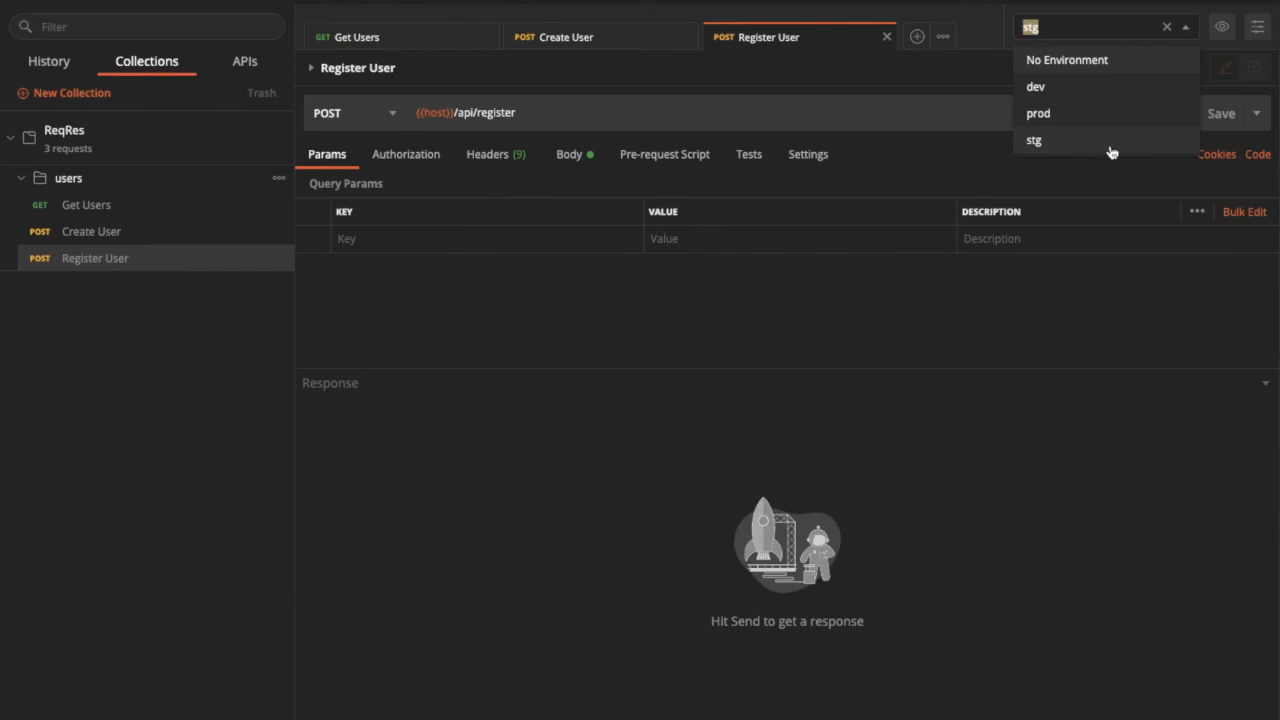 Filter
History Collections APIs
New Collection Trash
ReqRes
3 requests
users
GET Get Users
POST Create User
POST Register User
GET Get Users POST Create User POST Register User
stg
No Environment
dev
prod
stg
Register User
POST {{host}}/api/register Save
Params Authorization Headers (9) Body Pre-request Script Tests Settings Cookies Code
Query Params
KEY VALUE DESCRIPTION Bulk Edit
Key Value Description
Response
Hit Send to get a response